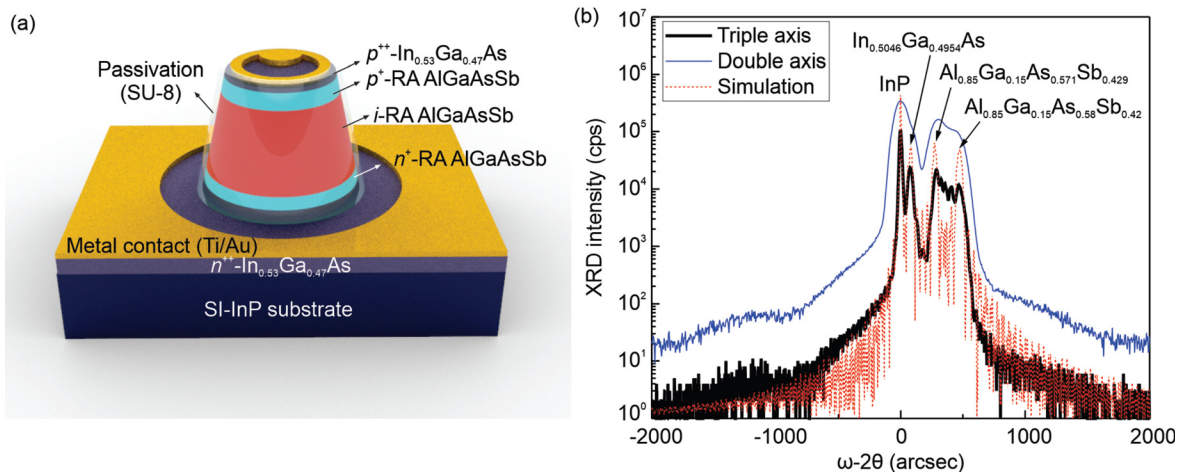 (a)
p++-In0.53Ga0.47As
p+-RA AlGaAsSb
Passivation
(SU-8)
i-RA AlGaAsSb
n+-RA AlGaAsSb
Metal contact (Ti/Au)
n++-In0.53Ga0.47As
SI-InP substrate
(b)
XRD intensity (cps)
10^7
10^6
10^5
10^4
10^3
10^2
10^1
10^0
Triple axis
Double axis
Simulation
In0.5046Ga0.4954As
InP
Al0.85Ga0.15As0.571Sb0.429
Al0.85Ga0.15As0.58Sb0.42
-2000
-1000
0
1000
2000
ω-2θ (arcsec)